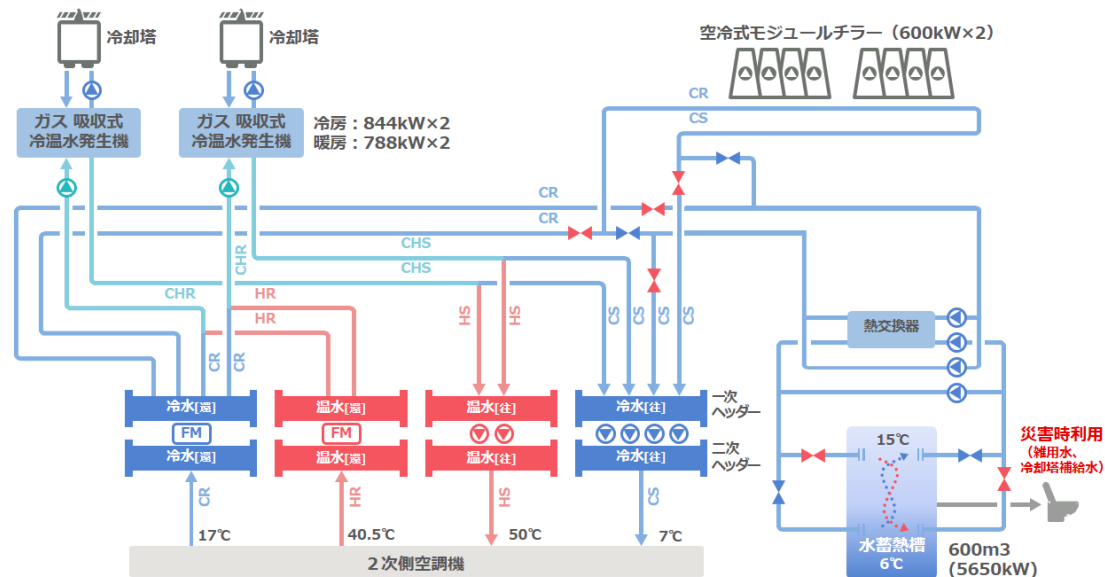 冷却塔
冷却塔
空冷式モジュールチラー（600kW×2）
CR
CS
ガス 吸収式
冷温水発生機
ガス 吸収式
冷温水発生機
冷房：844kW×2
暖房：788kW×2
CR
CR
CHS
CHS
CHR
CHR
HR
HR
HS
HS
CS
CS
CS
CS
CR
CR
熱交換器
冷水[還]
温水[還]
温水[往]
冷水[往]
一次
ヘッダー
FM
FM
冷水[還]
温水[還]
温水[往]
冷水[往]
二次
ヘッダー
CR
HR
HS
CS
17℃
40.5℃
50℃
7℃
２次側空調機
15℃
水蓄熱槽
6℃
600m3
(5650kW)
災害時利用
（雑用水、
冷却塔補給水）